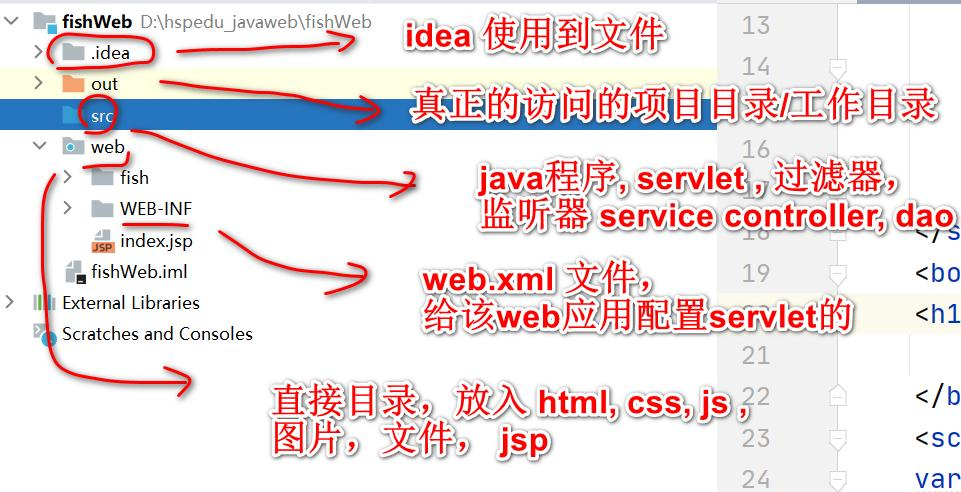 fishWeb D:\hspedu_javaweb\fishWeb
.idea
idea 使用到文件
out
真正的访问的项目目录/工作目录
src
web
java程序, servlet , 过滤器,
监听器 service controller, dao
fish
WEB-INF
web.xml 文件,
给该web应用配置servlet的
index.jsp
JSP
fishWeb.iml
External Libraries
Scratches and Consoles
直接目录, 放入 html, css, js ,
图片, 文件, jsp
13
14
15
16
17
18 </s
19 <bo
<h1
21
22 </b
23 <sc
24 var